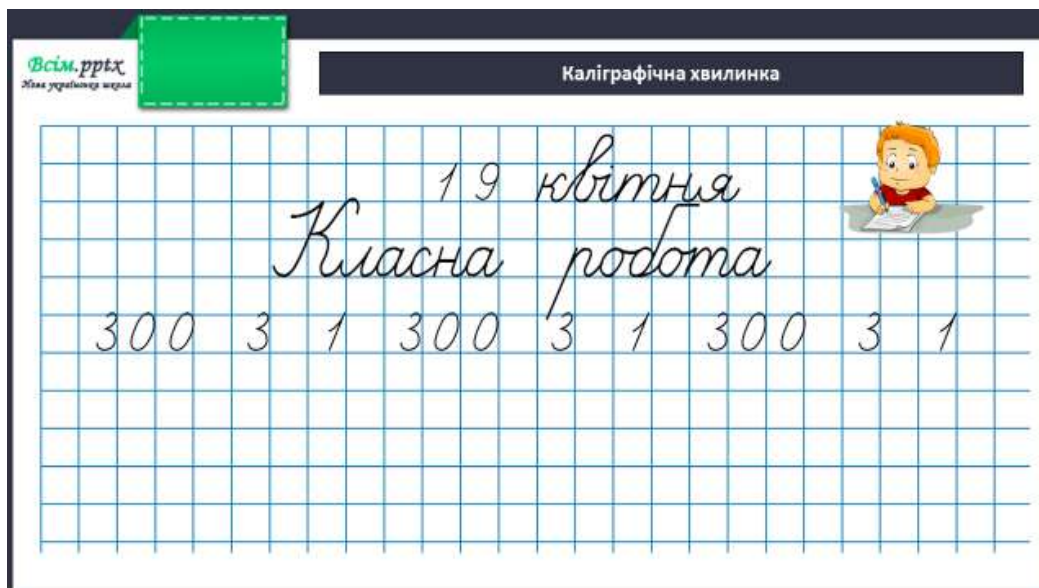 Всім.pptx
Нова українська школа
Каліграфічна хвилинка
19 квітня
Класна робота
300 3 1 300 3 1 300 3 1